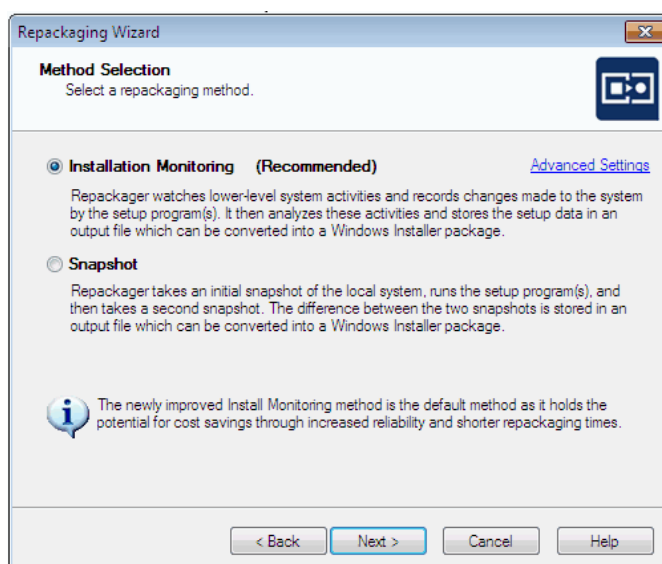 Repackaging Wizard
Method Selection
Select a repackaging method.
Installation Monitoring (Recommended) Advanced Settings
Repackager watches lower-level system activities and records changes made to the system
by the setup program(s). It then analyzes these activities and stores the setup data in an
output file which can be converted into a Windows Installer package.
Snapshot
Repackager takes an initial snapshot of the local system, runs the setup program(s), and
then takes a second snapshot. The difference between the two snapshots is stored in an
output file which can be converted into a Windows Installer package.
The newly improved Install Monitoring method is the default method as it holds the
potential for cost savings through increased reliability and shorter repackaging times.
< Back Next > Cancel Help